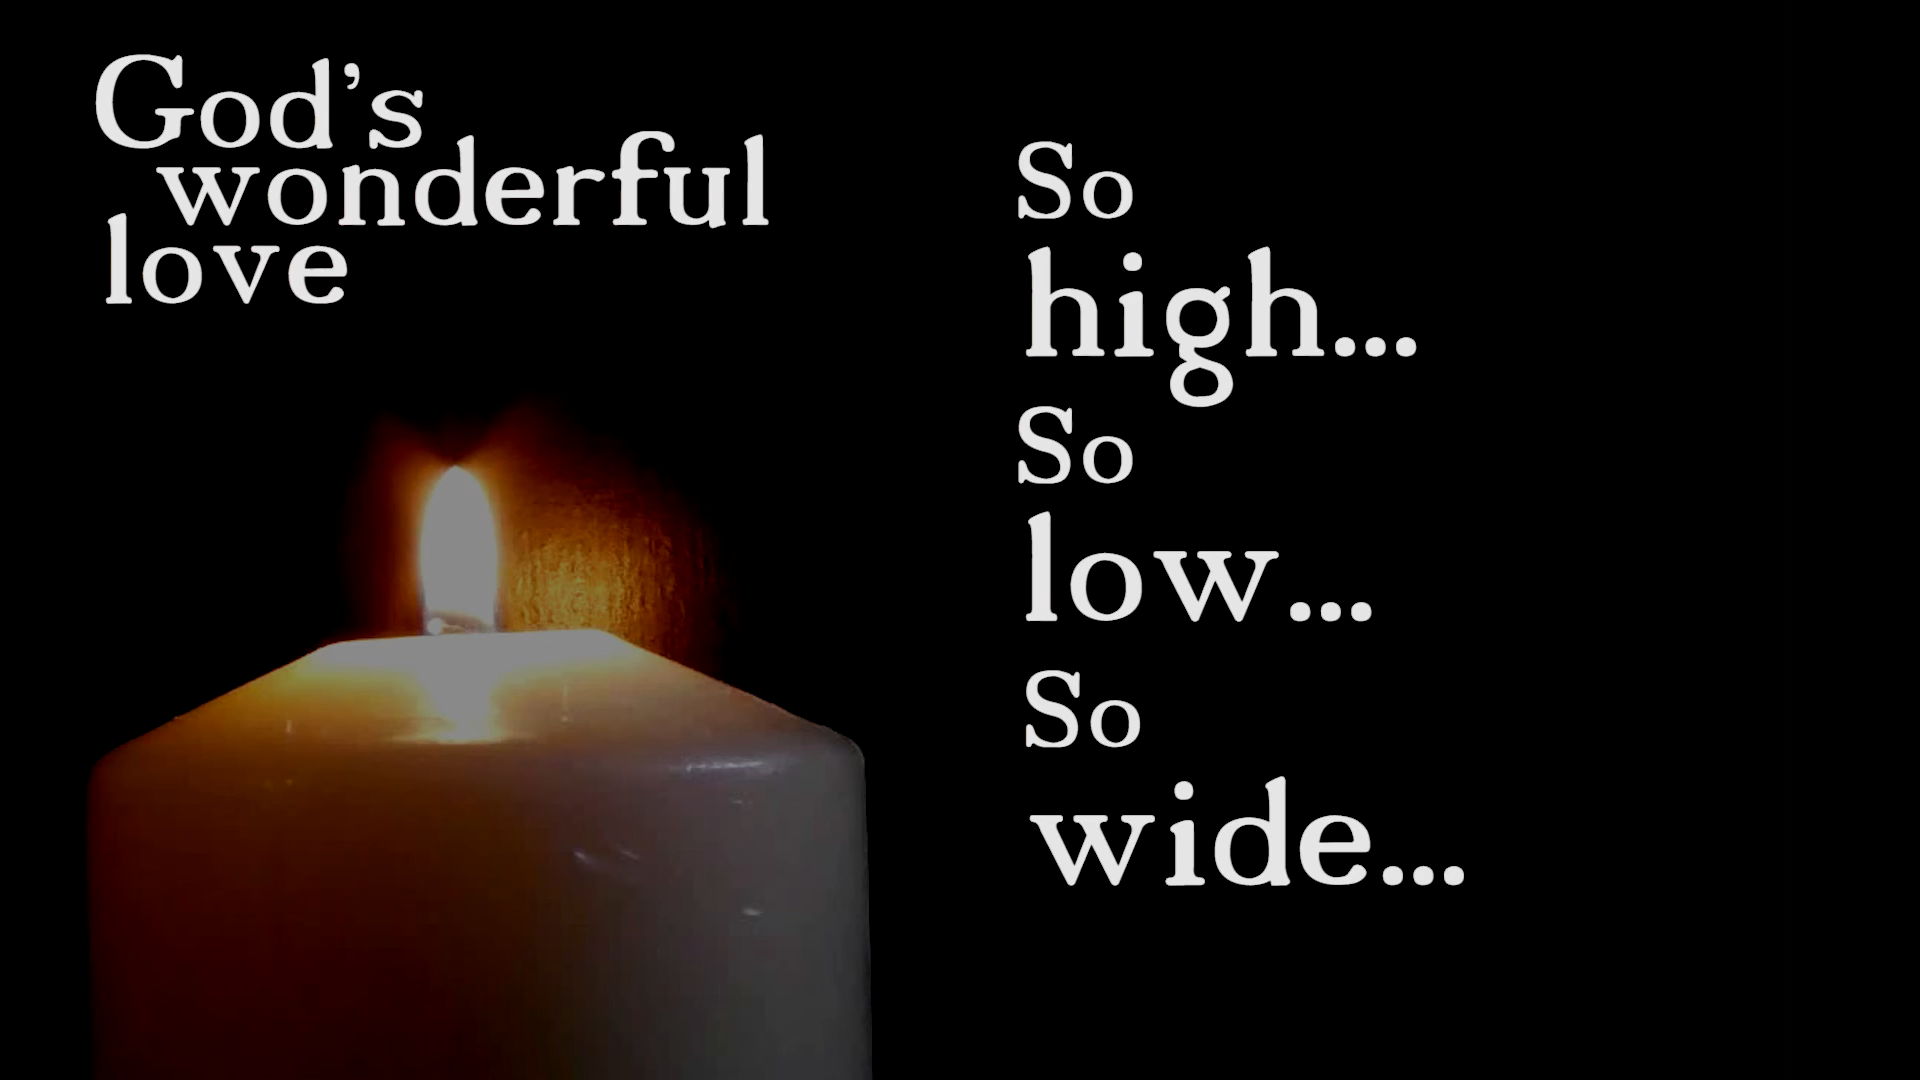 God’s
wonderful
love
So
high...
So
low...
So
wide...